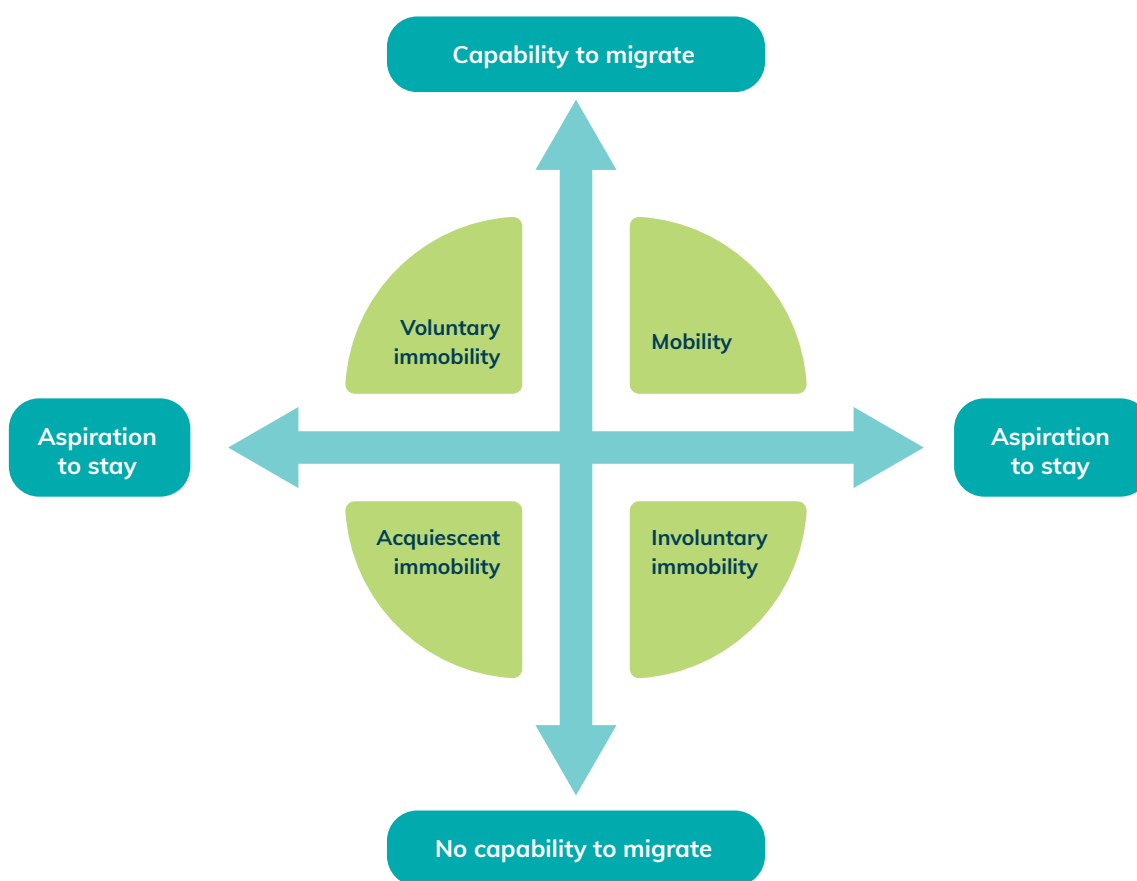 Capability to migrate
Voluntary
immobility
Mobility
Aspiration
to stay
Aspiration
to stay
Acquiescent
immobility
Involuntary
immobility
No capability to migrate